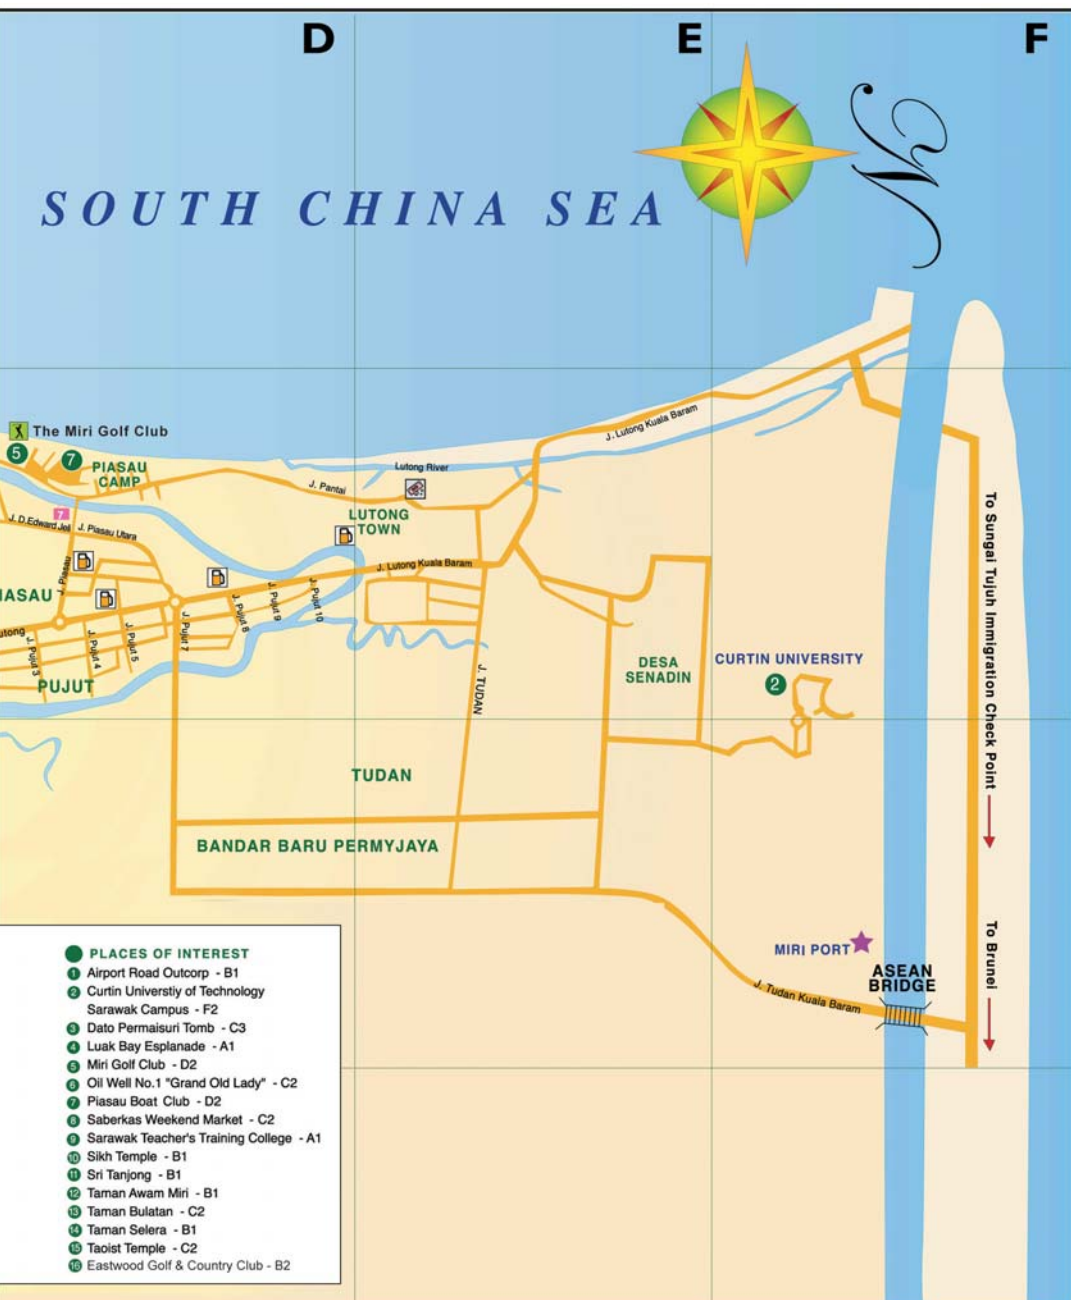 D
E
F
N
SOUTH CHINA SEA
The Miri Golf Club
5
7
PIASAU
CAMP
J. Pantai
Lutong River
J. Lutong Kuala Baram
7
J. D.Edward Jeli
J. Piasau Utara
LUTONG
TOWN
J. Lutong Kuala Baram
J. Piasau
IASAU
utong
J. Pujut 3
J. Pujut 4
J. Pujut 5
J. Pujut 7
J. Pujut 8
J. Pujut 9
J. Pujut 10
PUJUT
J. TUDAN
DESA
SENADIN
CURTIN UNIVERSITY
2
To Sungai Tujuh Immigration Check Point
TUDAN
BANDAR BARU PERMYJAYA
MIRI PORT
ASEAN
BRIDGE
J. Tudan Kuala Baram
To Brunei
PLACES OF INTEREST
1 Airport Road Outcorp - B1
2 Curtin Universtiy of Technology
Sarawak Campus - F2
3 Dato Permaisuri Tomb - C3
4 Luak Bay Esplanade - A1
5 Miri Golf Club - D2
6 Oil Well No.1 "Grand Old Lady" - C2
7 Piasau Boat Club - D2
8 Saberkas Weekend Market - C2
9 Sarawak Teacher's Training College - A1
10 Sikh Temple - B1
11 Sri Tanjong - B1
12 Taman Awam Miri - B1
13 Taman Bulatan - C2
14 Taman Selera - B1
15 Taoist Temple - C2
16 Eastwood Golf & Country Club - B2